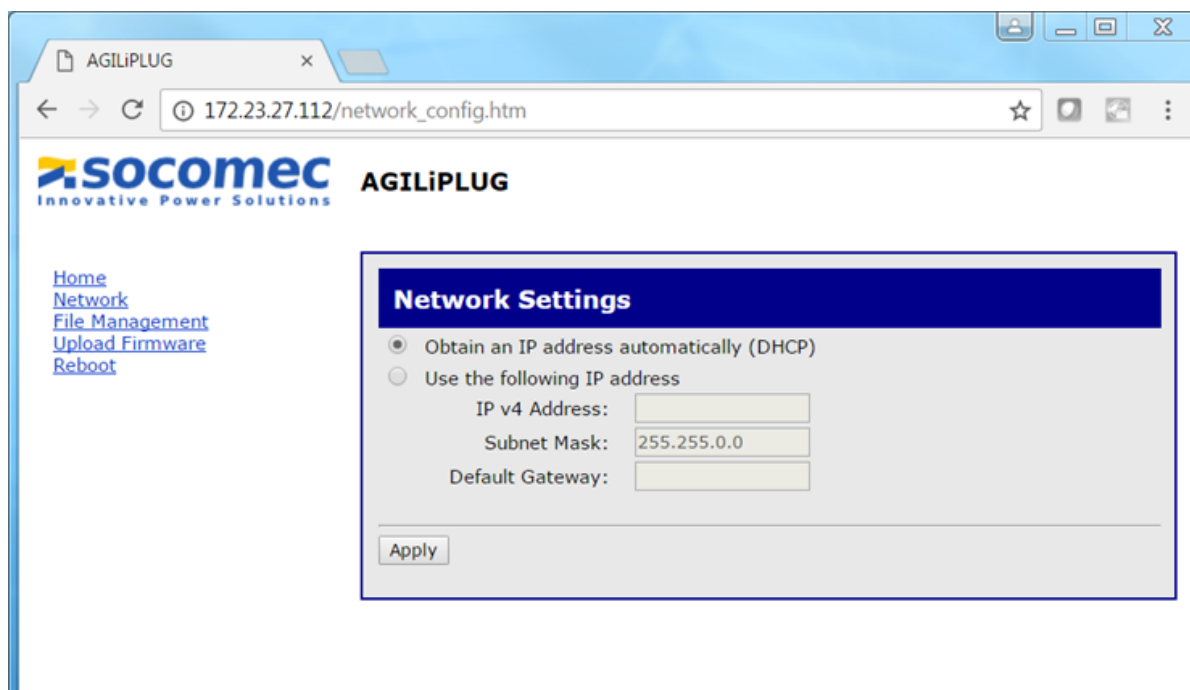 AGILiPLUG
172.23.27.112/network_config.htm
socomec
Innovative Power Solutions
AGILiPLUG
Home
Network
File Management
Upload Firmware
Reboot
Network Settings
Obtain an IP address automatically (DHCP)
Use the following IP address
IP v4 Address:
Subnet Mask: 255.255.0.0
Default Gateway:
Apply